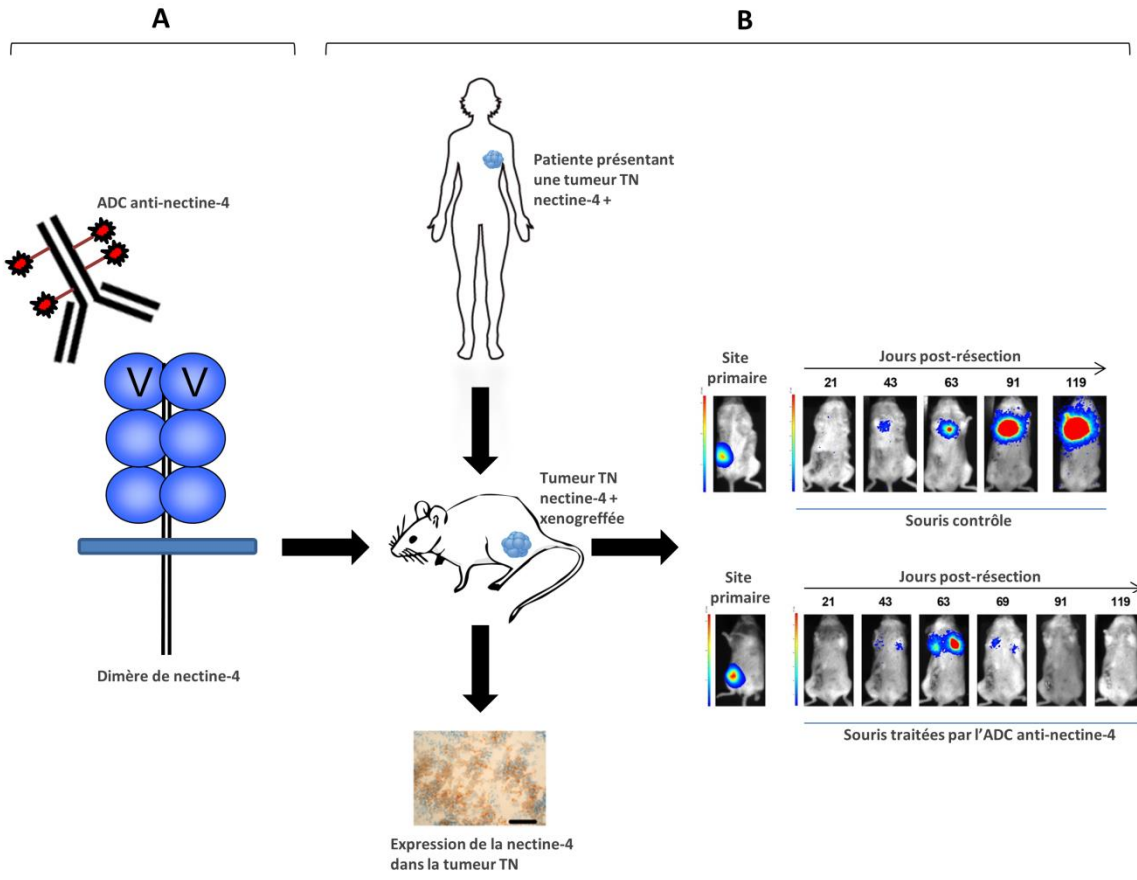 A
B
ADC anti-nectine-4
V V
Dimère de nectine-4
Patiente présentant
une tumeur TN
nectine-4 +
Tumeur TN
nectine-4 +
xenogreffée
Expression de la nectine-4
dans la tumeur TN
Site
primaire
Jours post-résection
21 43 63 91 119
Souris contrôle
Site
primaire
Jours post-résection
21 43 63 69 91 119
Souris traitées par l'ADC anti-nectine-4